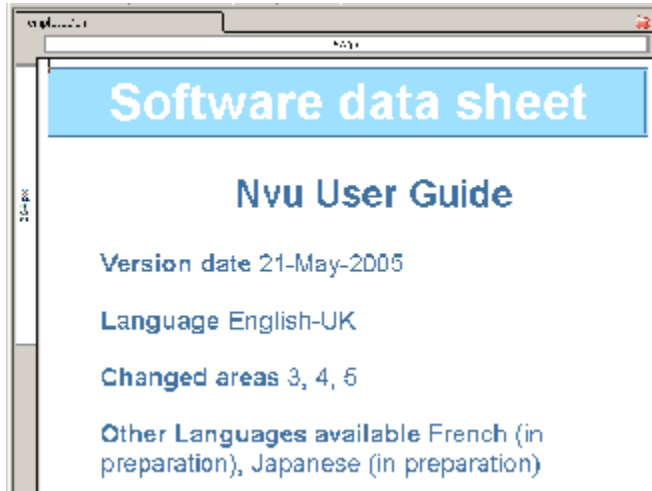 Software data sheet
Nvu User Guide
Version date 21-May-2005
Language English-UK
Changed areas 3, 4, 5
Other Languages available French (in
preparation), Japanese (in preparation)